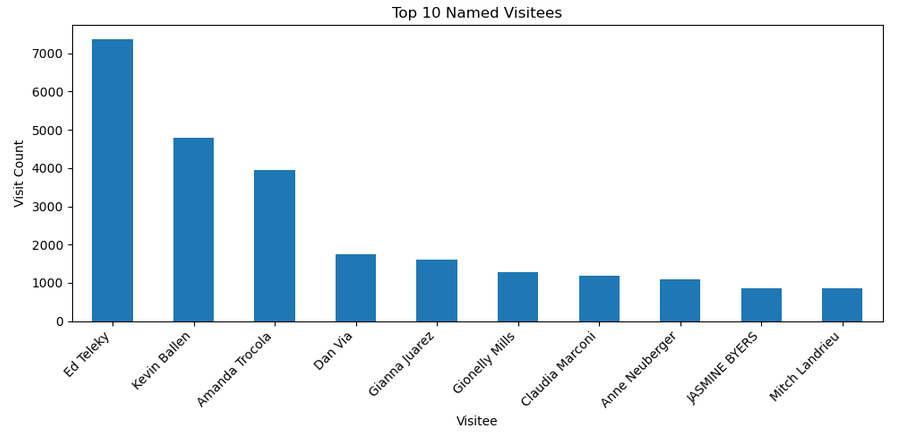 Top 10 Named Visitees
Visit Count
7000
6000
5000
4000
3000
2000
1000
0
Ed Teleky
Kevin Ballen
Amanda Trocola
Dan Via
Gianna Juarez
Gionelly Mills
Claudia Marconi
Anne Neuberger
JASMINE BYERS
Mitch Landrieu
Visitee